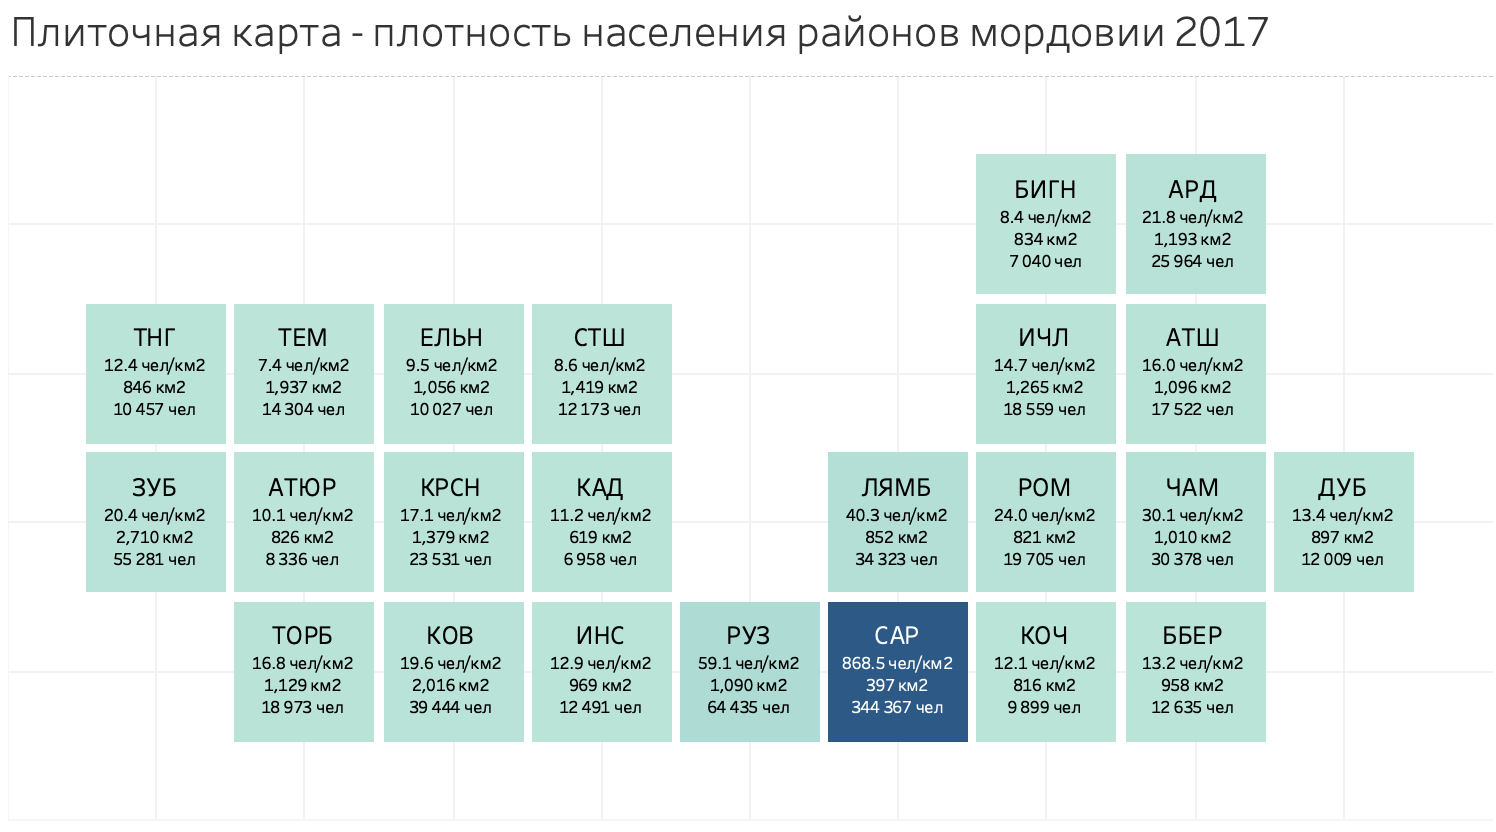 Плиточная карта - плотность населения районов мордовии 2017
БИГН
8.4 чел/км2
834 км2
7 040 чел
АРД
21.8 чел/км2
1,193 км2
25 964 чел
ТНГ
12.4 чел/км2
846 км2
10 457 чел
ТЕМ
7.4 чел/км2
1,937 км2
14 304 чел
ЕЛЬН
9.5 чел/км2
1,056 км2
10 027 чел
СТШ
8.6 чел/км2
1,419 км2
12 173 чел
ИЧЛ
14.7 чел/км2
1,265 км2
18 559 чел
АТШ
16.0 чел/км2
1,096 км2
17 522 чел
ЗУБ
20.4 чел/км2
2,710 км2
55 281 чел
АТЮР
10.1 чел/км2
826 км2
8 336 чел
КРСН
17.1 чел/км2
1,379 км2
23 531 чел
КАД
11.2 чел/км2
619 км2
6 958 чел
ЛЯМБ
40.3 чел/км2
852 км2
34 323 чел
РОМ
24.0 чел/км2
821 км2
19 705 чел
ЧАМ
30.1 чел/км2
1,010 км2
30 378 чел
ДУБ
13.4 чел/км2
897 км2
12 009 чел
ТОРБ
16.8 чел/км2
1,129 км2
18 973 чел
КОВ
19.6 чел/км2
2,016 км2
39 444 чел
ИНС
12.9 чел/км2
969 км2
12 491 чел
РУЗ
59.1 чел/км2
1,090 км2
64 435 чел
САР
868.5 чел/км2
397 км2
344 367 чел
КОЧ
12.1 чел/км2
816 км2
9 899 чел
ББЕР
13.2 чел/км2
958 км2
12 635 чел